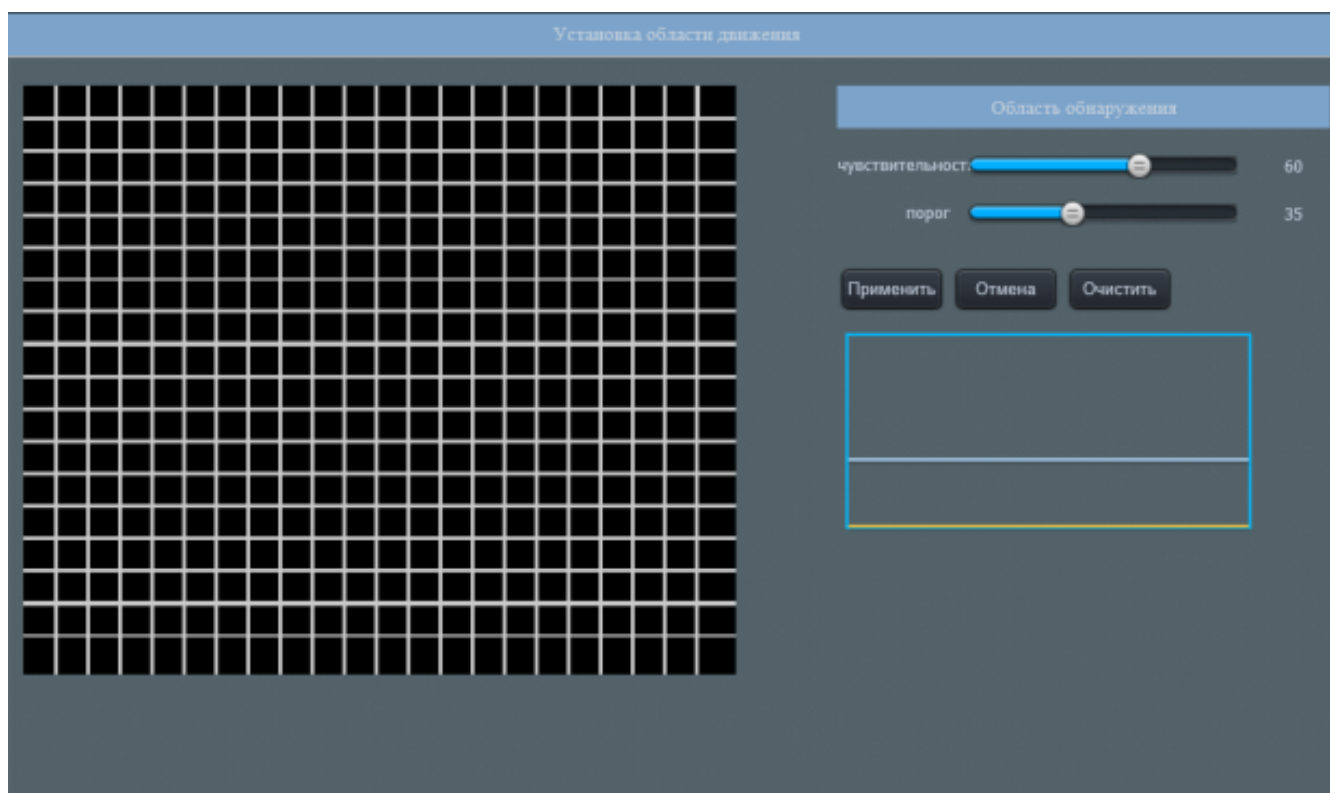 Установка области движения
Область обнаружения
чувствительност. 60
порог 35
Применить Отмена Очистить